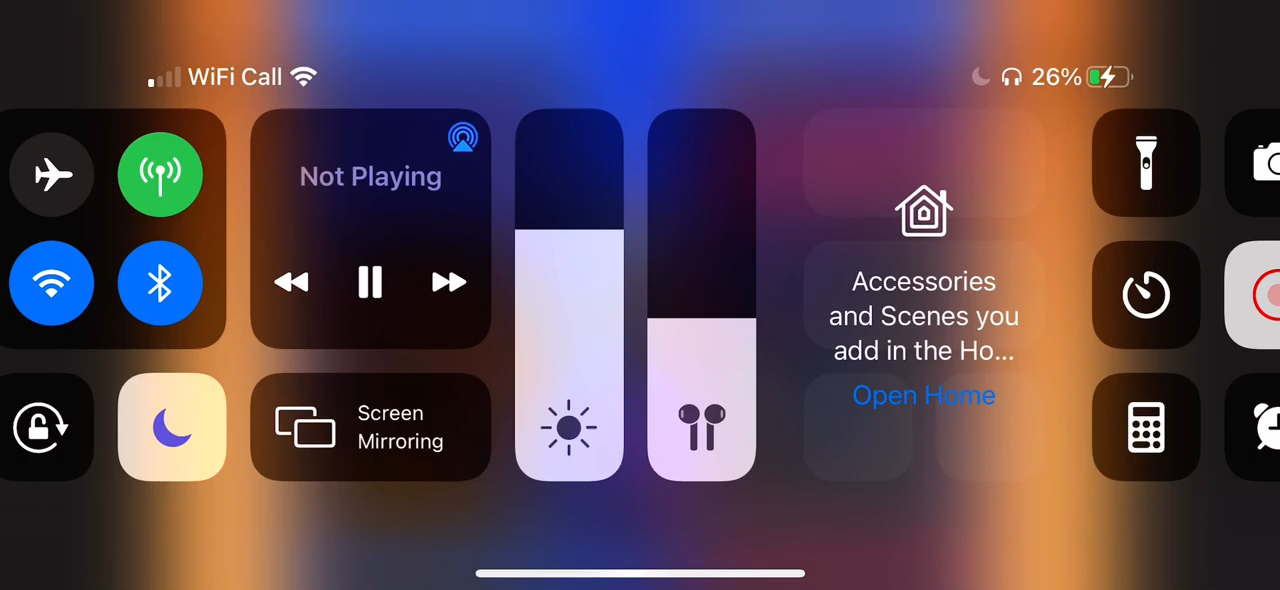 WiFi Call
26%
Not Playing
Screen
Mirroring
Accessories
and Scenes you
add in the Ho...
Open Home